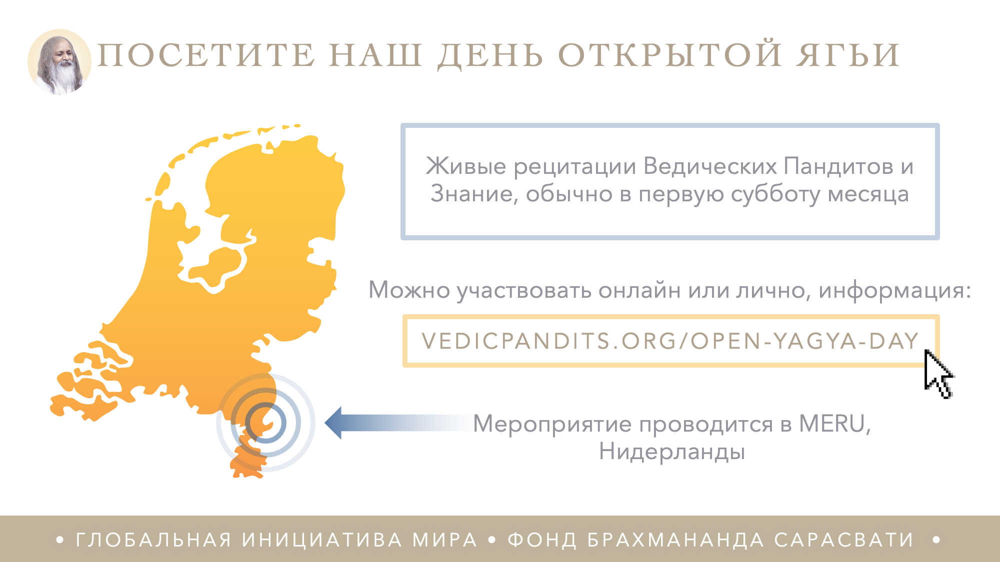 ПОСЕТИТЕ НАШ ДЕНЬ ОТКРЫТОЙ ЯГЬИ
Живые рецитации Ведических Пандитов и
Знание, обычно в первую субботу месяца
Можно участвовать онлайн или лично, информация:
VEDICPANDITS.ORG/OPEN-YAGYA-DAY
Мероприятие проводится в MERU,
Нидерланды
• ГЛОБАЛЬНАЯ ИНИЦИАТИВА МИРА • ФОНД БРАХМАНАНДА САРАСВАТИ •